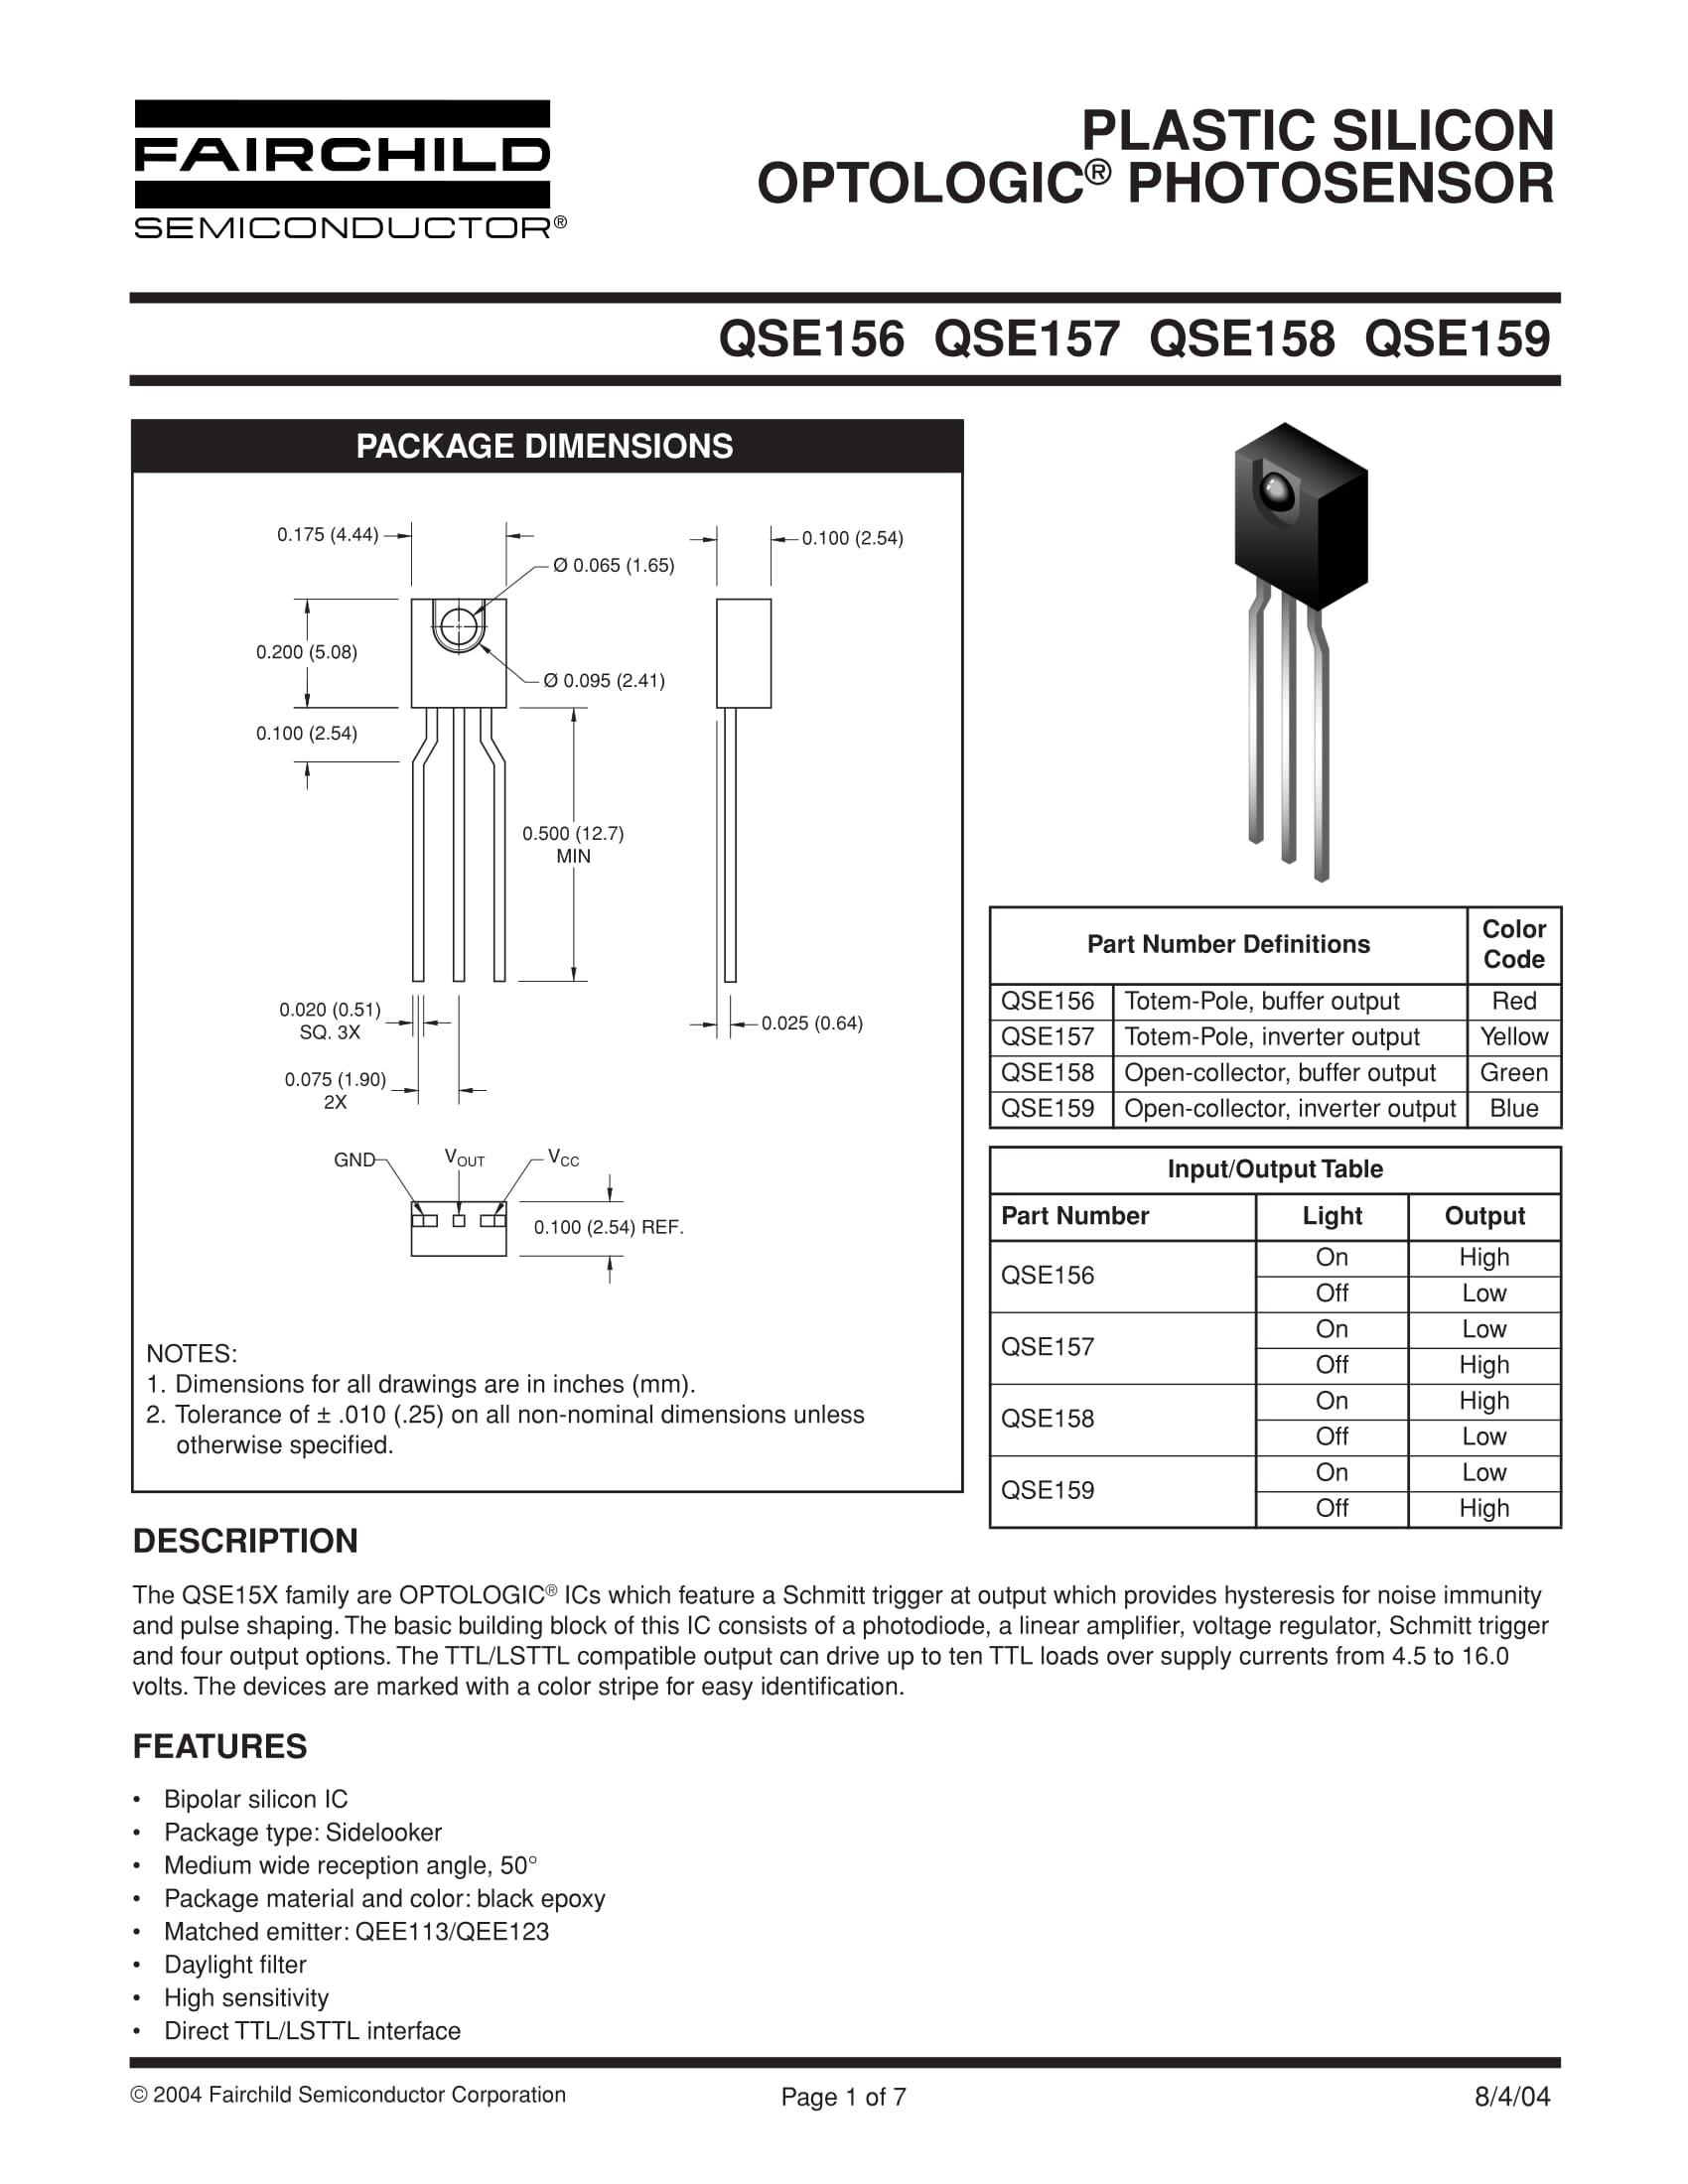 FAIRCHILD
SEMICONDUCTOR®
PLASTIC SILICON
OPTOLOGIC® PHOTOSENSOR
QSE156 QSE157 QSE158 QSE159
PACKAGE DIMENSIONS
0.175 (4.44)
0.100 (2.54)
Ø 0.065 (1.65)
0.200 (5.08)
Ø 0.095 (2.41)
0.100 (2.54)
0.500 (12.7)
MIN
0.020 (0.51)
SQ. 3X
0.025 (0.64)
0.075 (1.90)
2X
GND
VOUT
VCC
0.100 (2.54) REF.
NOTES:
1. Dimensions for all drawings are in inches (mm).
2. Tolerance of ± .010 (.25) on all non-nominal dimensions unless
otherwise specified.
Part Number Definitions
Color
Code
QSE156 Totem-Pole, buffer output Red
QSE157 Totem-Pole, inverter output Yellow
QSE158 Open-collector, buffer output Green
QSE159 Open-collector, inverter output Blue
Input/Output Table
Part Number Light Output
QSE156
On High
Off Low
QSE157
On Low
Off High
QSE158
On High
Off Low
QSE159
On Low
Off High
DESCRIPTION
The QSE15X family are OPTOLOGIC® ICs which feature a Schmitt trigger at output which provides hysteresis for noise immunity
and pulse shaping. The basic building block of this IC consists of a photodiode, a linear amplifier, voltage regulator, Schmitt trigger
and four output options. The TTL/LSTTL compatible output can drive up to ten TTL loads over supply currents from 4.5 to 16.0
volts. The devices are marked with a color stripe for easy identification.
FEATURES
• Bipolar silicon IC
• Package type: Sidelooker
• Medium wide reception angle, 50°
• Package material and color: black epoxy
• Matched emitter: QEE113/QEE123
• Daylight filter
• High sensitivity
• Direct TTL/LSTTL interface
© 2004 Fairchild Semiconductor Corporation
Page 1 of 7
8/4/04